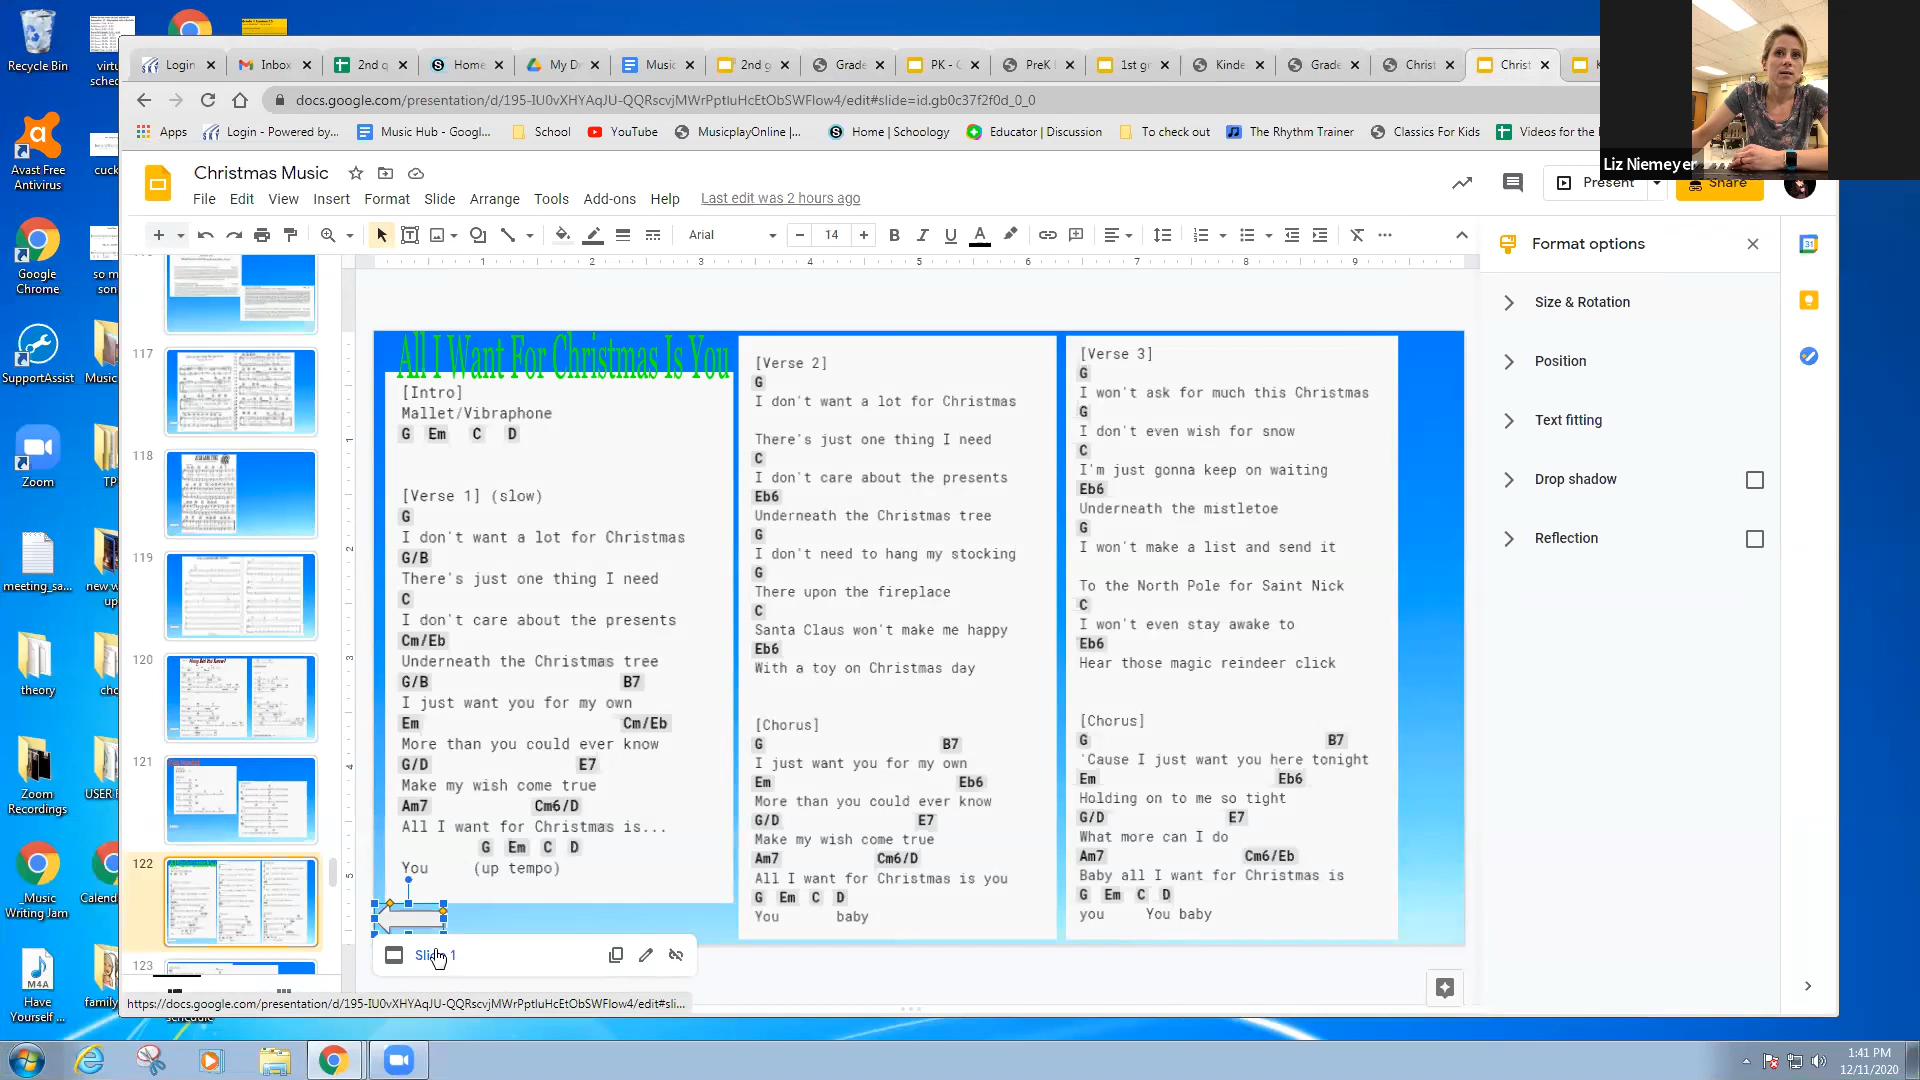 Recycle Bin
Avast Free
Antivirus
Google
Chrome
SupportAssist
Zoom
meeting_sa...
theory
Zoom
Recordings
_Music
Writing Jam
Have
Yourself ...
Login
Inbox
2nd q
Home
My D
Music
2nd g
Grade
PK -
PreK
1st gr
Kinde
Grade
Christ
Christ
docs.google.com/presentation/d/195-IU0vXHYAqJU-QQRscvjMWrPptIuHcEtObSWFlow4/edit#slide=id.gb0c37f2f0d_0_0
Apps
Login - Powered by...
Music Hub - Googl...
School
YouTube
MusicplayOnline |...
Home | Schoology
Educator | Discussion
To check out
The Rhythm Trainer
Classics For Kids
Videos for the
Liz Niemeyer
Christmas Music
File Edit View Insert Format Slide Arrange Tools Add-ons Help
Last edit was 2 hours ago
Present
Share
Arial
14
117
118
119
120
121
122
123
All I Want For Christmas Is You
[Intro]
Mallet/Vibraphone
G Em C D
[Verse 1] (slow)
G
I don't want a lot for Christmas
G/B
There's just one thing I need
C
I don't care about the presents
Cm/Eb
Underneath the Christmas tree
G/B B7
I just want you for my own
Em Cm/Eb
More than you could ever know
G/D E7
Make my wish come true
Am7 Cm6/D
All I want for Christmas is...
G Em C D
You (up tempo)
[Verse 2]
G
I don't want a lot for Christmas
There's just one thing I need
C
I don't care about the presents
Eb6
Underneath the Christmas tree
G
I don't need to hang my stocking
G
There upon the fireplace
C
Santa Claus won't make me happy
Eb6
With a toy on Christmas day
[Chorus]
G B7
I just want you for my own
Em Eb6
More than you could ever know
G/D E7
Make my wish come true
Am7 Cm6/D
All I want for Christmas is you
G Em C D
You baby
[Verse 3]
G
I won't ask for much this Christmas
G
I don't even wish for snow
C
I'm just gonna keep on waiting
Eb6
Underneath the mistletoe
G
I won't make a list and send it
To the North Pole for Saint Nick
C
I won't even stay awake to
Eb6
Hear those magic reindeer click
[Chorus]
G B7
'Cause I just want you here tonight
Em Eb6
Holding on to me so tight
G/D E7
What more can I do
Am7 Cm6/Eb
Baby all I want for Christmas is
G Em C D
you You baby
Format options
Size & Rotation
Position
Text fitting
Drop shadow
Reflection
https://docs.google.com/presentation/d/195-IU0vXHYAqJU-QQRscvjMWrPptIuHcEtObSWFlow4/edit#sli...
1:41 PM
12/11/2020